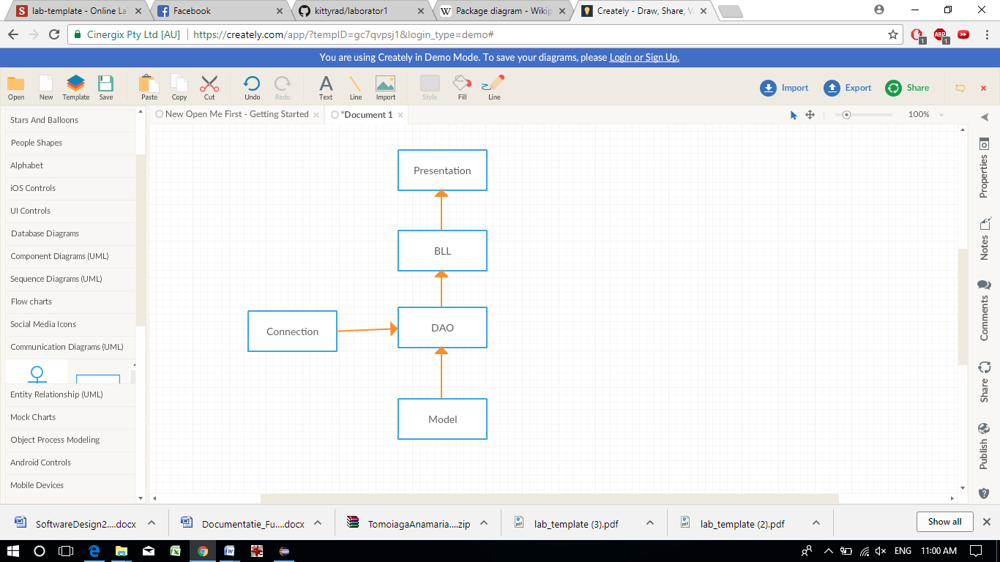 lab-template - Online La
Facebook
kittyrad/laborator1
W Package diagram - Wikip
Creately - Draw, Share, V
Cinergix Pty Ltd [AU] https://creately.com/app/?tempID=gc7qvpsj1&login_type=demo#
1 ABP 1
You are using Creately in Demo Mode. To save your diagrams, please Login or Sign Up.
Open New Template Save Paste Copy Cut Undo Redo Text Line Import Style Fill Line Import Export Share
New Open Me First - Getting Started
*Document 1
100%
Stars And Balloons
People Shapes
Alphabet
iOS Controls
UI Controls
Database Diagrams
Component Diagrams (UML)
Sequence Diagrams (UML)
Flow charts
Social Media Icons
Communication Diagrams (UML)
Entity Relationship (UML)
Mock Charts
Object Process Modeling
Android Controls
Mobile Devices
Presentation
BLL
Connection
DAO
Model
Properties
Notes
Comments
Share
Publish
SoftwareDesign2....docx
Documentatie_Fu....docx
TomoiagaAnamaria....zip
lab_template (3).pdf
lab_template (2).pdf
Show all
ENG 11:00 AM